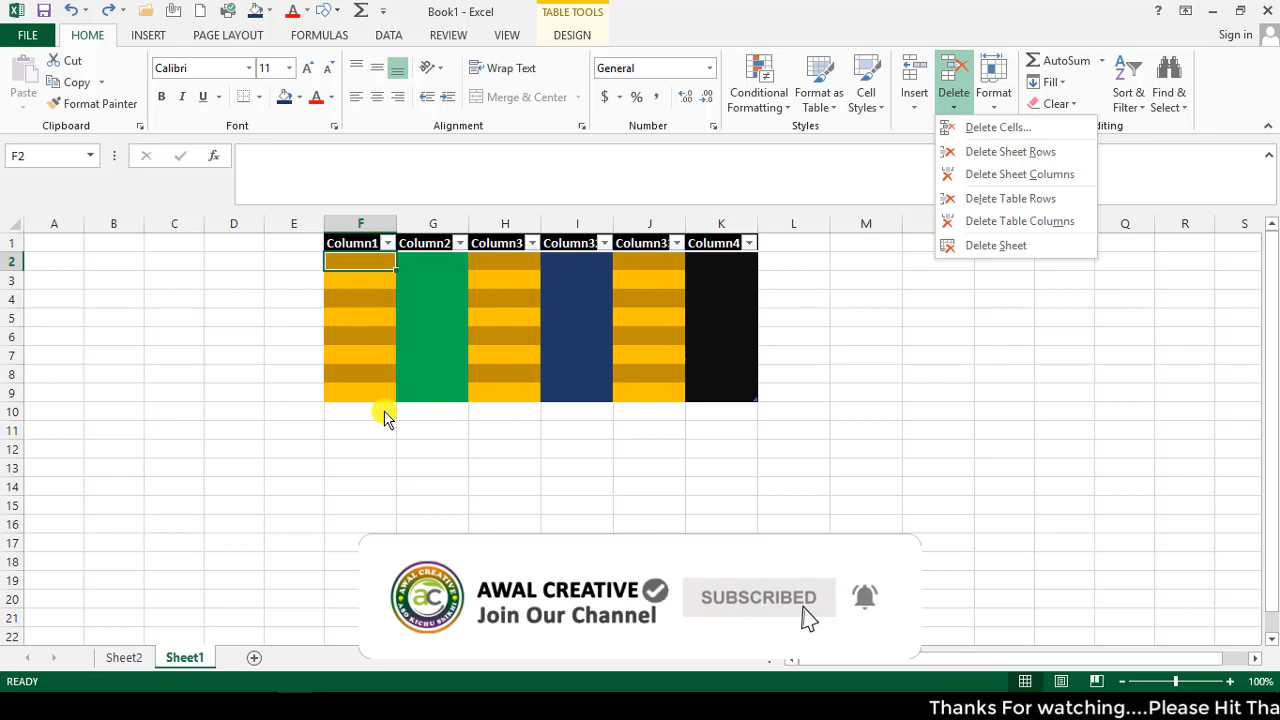 Book1 - Excel
TABLE TOOLS
?
FILE
HOME
INSERT
PAGE LAYOUT
FORMULAS
DATA
REVIEW
VIEW
DESIGN
Sign in
Paste
Cut
Copy
Format Painter
Clipboard
Calibri
11
B I U
A
Font
Wrap Text
Merge & Center
Alignment
General
$ % ,
Number
Conditional Formatting
Format as Table
Cell Styles
Styles
Insert
Delete
Format
AutoSum
Fill
Clear
Sort & Filter
Find & Select
Delete Cells...
Delete Sheet Rows
Delete Sheet Columns
Delete Table Rows
Delete Table Columns
Delete Sheet
F2
fx
A B C D E F G H I J K L M Q R S
1 Column1 Column2 Column3 Column3 Column3 Column4
2
3
4
5
6
7
8
9
10
11
12
13
14
15
16
17
18
19
20
21
22
ac
AWAL CREATIVE
Join Our Channel
SUBSCRIBED
Sheet2
Sheet1
READY
100%
Thanks For watching....Please Hit Tha